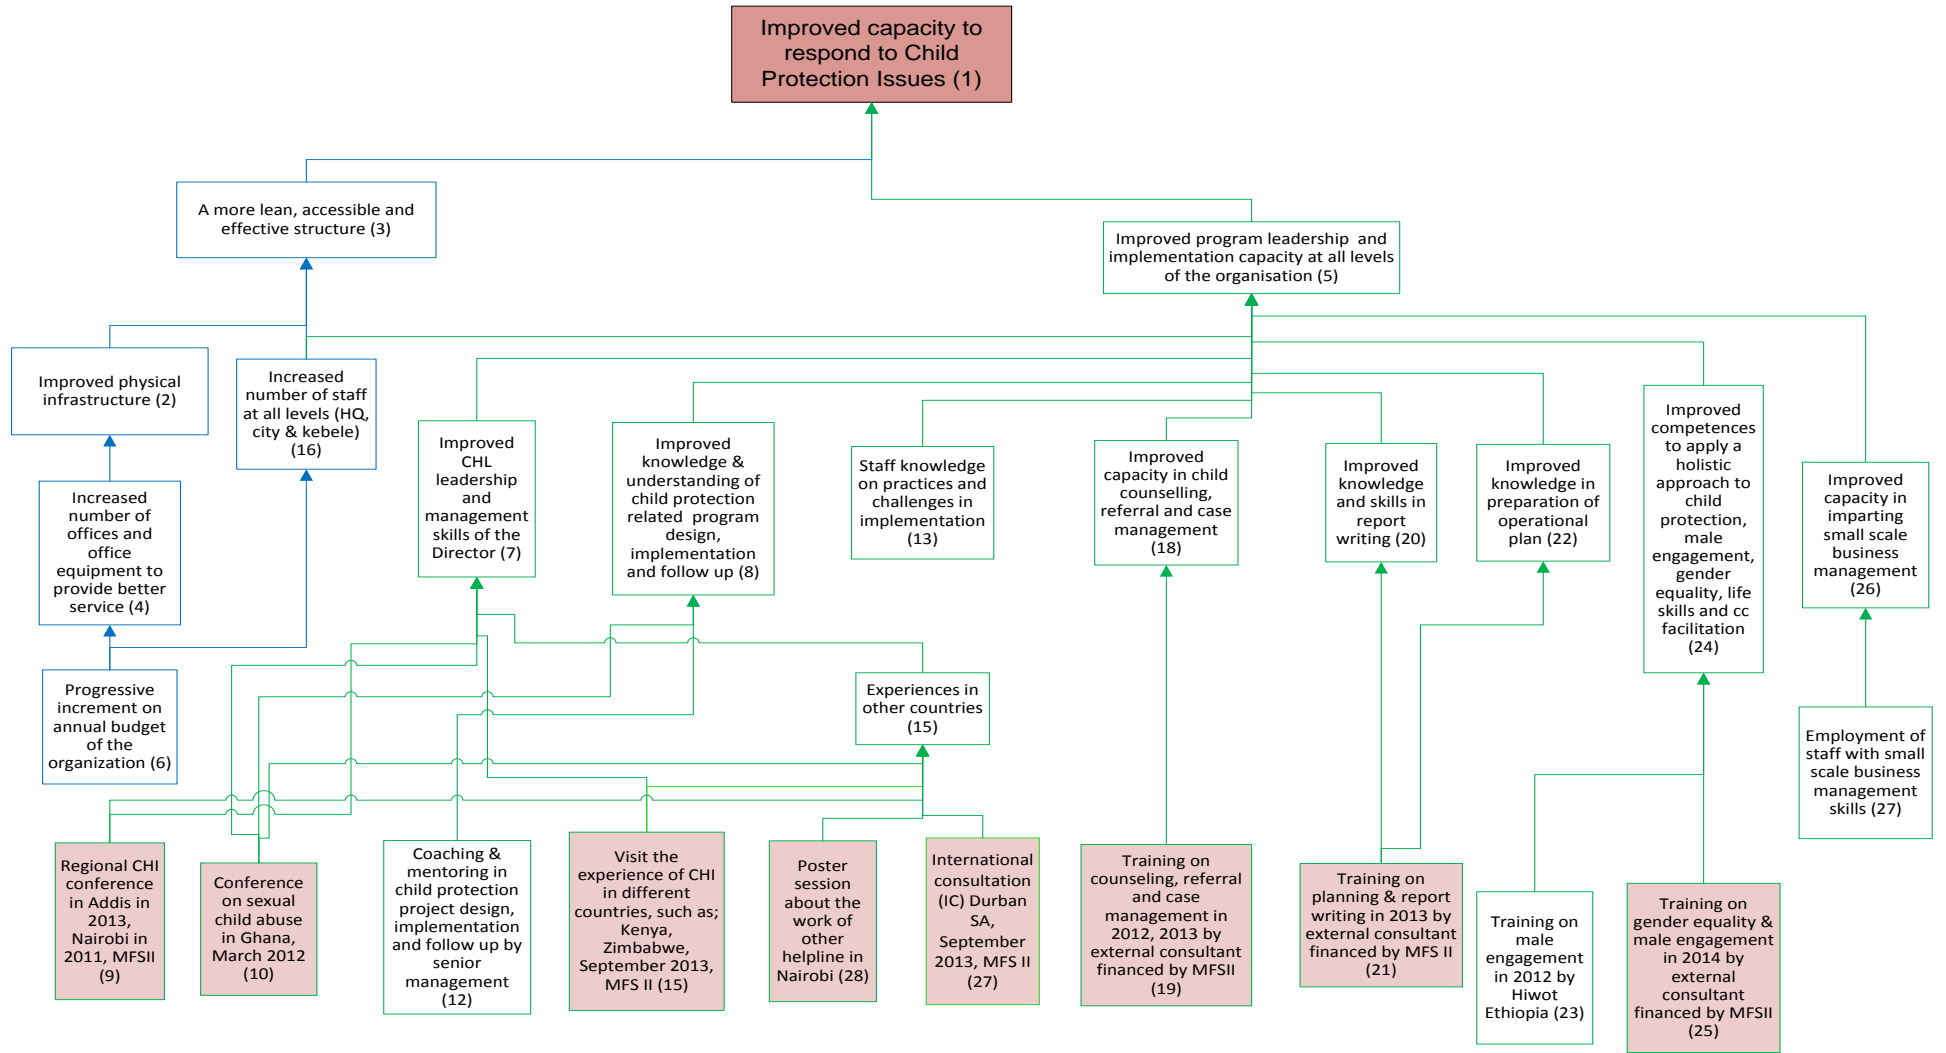 Improved capacity to
respond to Child
Protection Issues (1)
A more lean, accessible and
effective structure (3)
Improved program leadership and
implementation capacity at all levels
of the organisation (5)
Improved physical
infrastructure (2)
Increased
number of staff
at all levels (HQ,
city & kebele)
(16)
Improved
CHL
leadership
and
management
skills of the
Director (7)
Improved
knowledge &
understanding of
child protection
related program
design,
implementation
and follow up (8)
Staff knowledge
on practices and
challenges in
implementation
(13)
Improved
capacity in child
counselling,
referral and case
management
(18)
Improved
knowledge
and skills in
report
writing (20)
Improved
knowledge in
preparation of
operational
plan (22)
Improved
competences
to apply a
holistic
approach to
child
protection,
male
engagement,
gender
equality, life
skills and cc
facilitation
(24)
Improved
capacity in
imparting
small scale
business
management
(26)
Increased
number of
offices and
office
equipment to
provide better
service (4)
Progressive
increment on
annual budget
of the
organization (6)
Experiences in
other countries
(15)
Employment of
staff with small
scale business
management
skills (27)
Regional CHI
conference
in Addis in
2013,
Nairobi in
2011, MFSII
(9)
Conference
on sexual
child abuse
in Ghana,
March 2012
(10)
Coaching &
mentoring in
child protection
project design,
implementation
and follow up by
senior
management
(12)
Visit the
experience of CHI
in different
countries, such as;
Kenya,
Zimbabwe,
September 2013,
MFS II (15)
Poster
session
about the
work of
other
helpline in
Nairobi (28)
International
consultation
(IC) Durban
SA,
September
2013, MFS II
(27)
Training on
counseling, referral
and case
management in
2012, 2013 by
external consultant
financed by MFSII
(19)
Training on
planning & report
writing in 2013 by
external consultant
financed by MFS II
(21)
Training on
male
engagement
in 2012 by
Hiwot
Ethiopia (23)
Training on
gender equality &
male engagement
in 2014 by
external
consultant
financed by MFSII
(25)